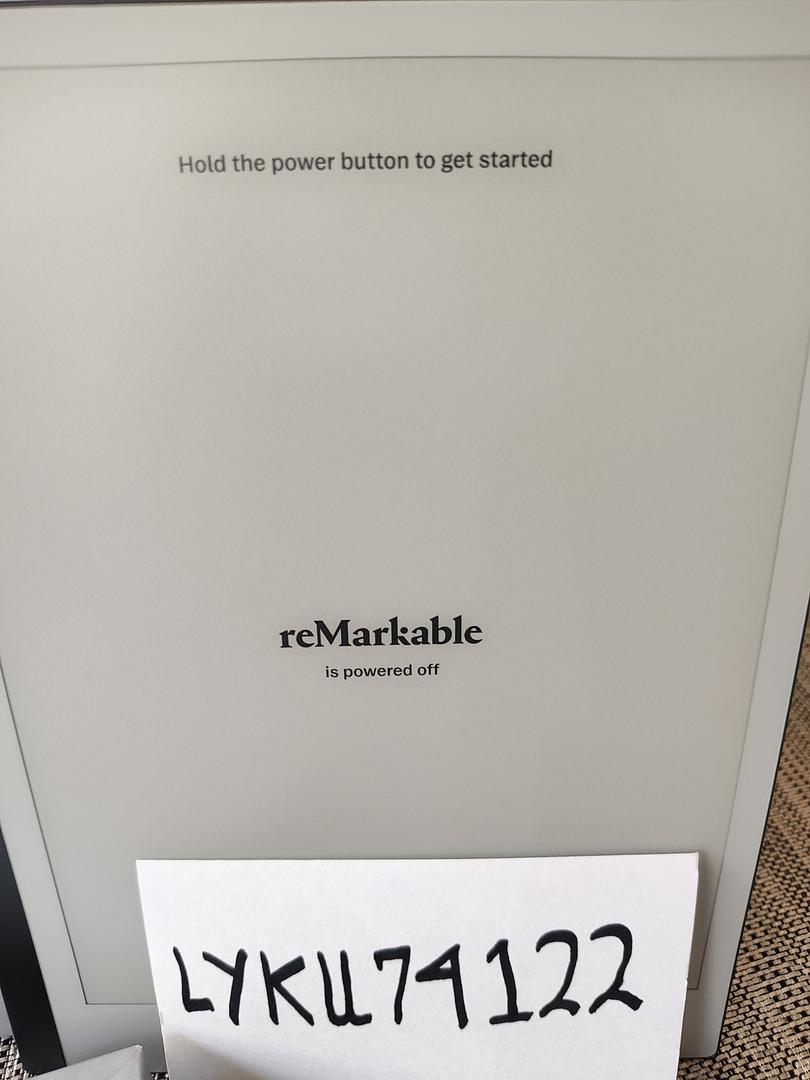 Hold the power button to get started
reMarkable
is powered off
LYKU74122